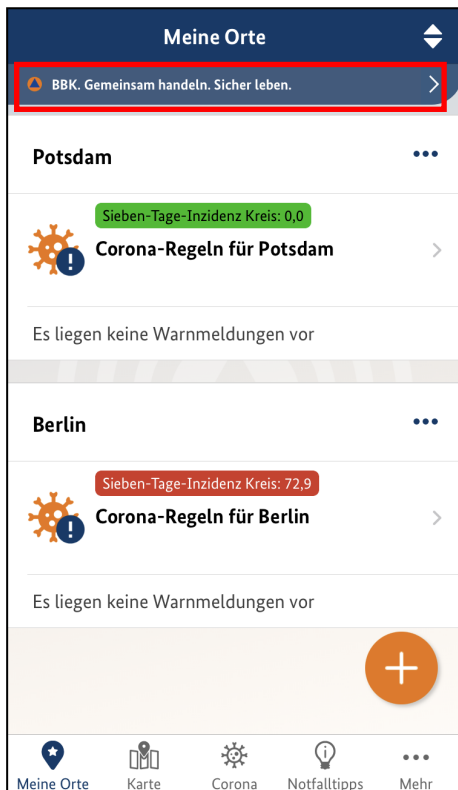 Meine Orte
BBK. Gemeinsam handeln. Sicher leben.
Potsdam
Sieben-Tage-Inzidenz Kreis: 0,0
Corona-Regeln für Potsdam
Es liegen keine Warnmeldungen vor
Berlin
Sieben-Tage-Inzidenz Kreis: 72,9
Corona-Regeln für Berlin
Es liegen keine Warnmeldungen vor
Meine Orte Karte Corona Notfalltipps Mehr